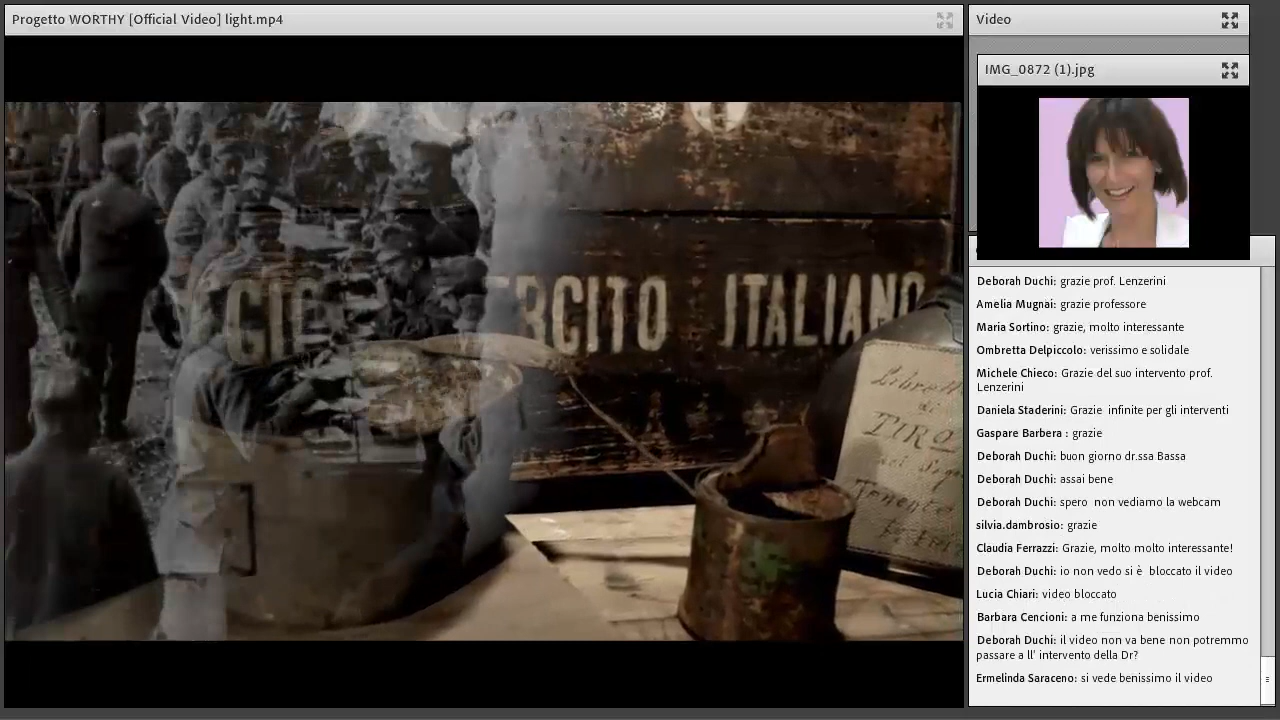 Progetto WORTHY [Official Video] light.mp4
Video
IMG_0872 (1).jpg
ERCITO ITALIANO
TIRO
Tenente
Deborah Duchi: grazie prof. Lenzerini
Amelia Mugnai: grazie professore
Maria Sortino: grazie, molto interessante
Ombretta Delpiccolo: verissimo e solidale
Michele Chieco: Grazie del suo intervento prof.
Lenzerini
Daniela Staderini: Grazie infinite per gli interventi
Gaspare Barbera : grazie
Deborah Duchi: buon giorno dr.ssa Bassa
Deborah Duchi: assai bene
Deborah Duchi: spero non vediamo la webcam
silvia.dambrosio: grazie
Claudia Ferrazzi: Grazie, molto molto interessante!
Deborah Duchi: io non vedo si è bloccato il video
Lucia Chiari: video bloccato
Barbara Cencioni: a me funziona benissimo
Deborah Duchi: il video non va bene non potremmo
passare a ll' intervento della Dr?
Ermelinda Saraceno: si vede benissimo il video